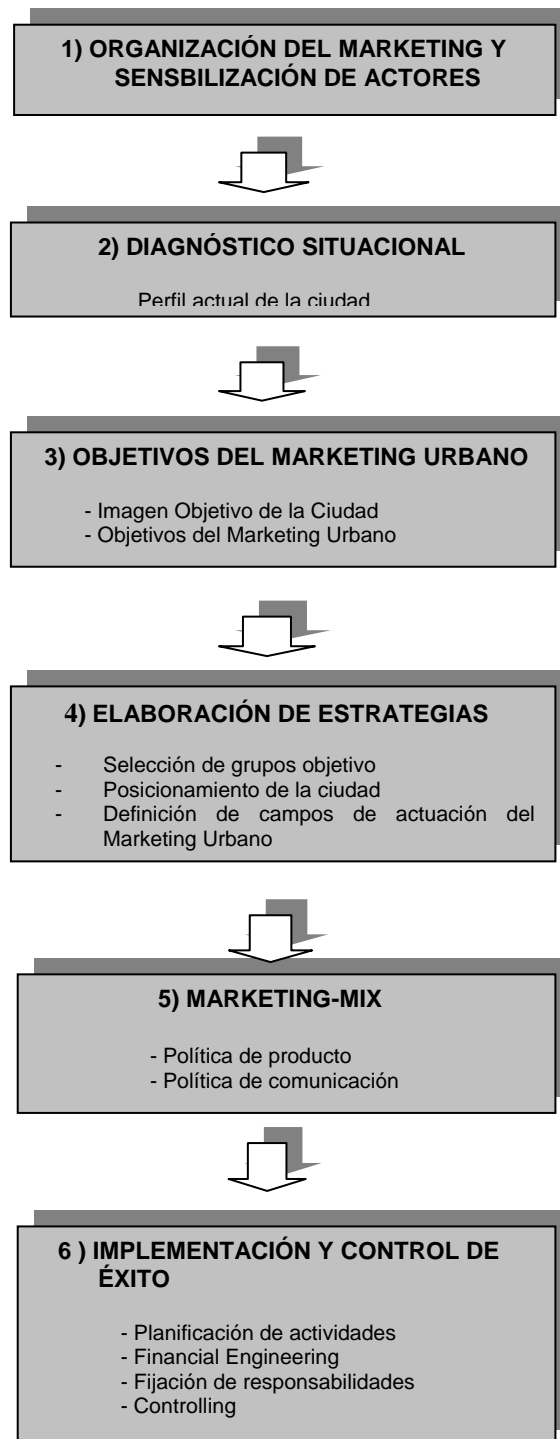 1) ORGANIZACIÓN DEL MARKETING Y
SENSBILIZACIÓN DE ACTORES
2) DIAGNÓSTICO SITUACIONAL
Perfil actual de la ciudad
3) OBJETIVOS DEL MARKETING URBANO
- Imagen Objetivo de la Ciudad
- Objetivos del Marketing Urbano
4) ELABORACIÓN DE ESTRATEGIAS
- Selección de grupos objetivo
- Posicionamiento de la ciudad
- Definición de campos de actuación del
Marketing Urbano
5) MARKETING-MIX
- Política de producto
- Política de comunicación
6 ) IMPLEMENTACIÓN Y CONTROL DE
ÉXITO
- Planificación de actividades
- Financial Engineering
- Fijación de responsabilidades
- Controlling